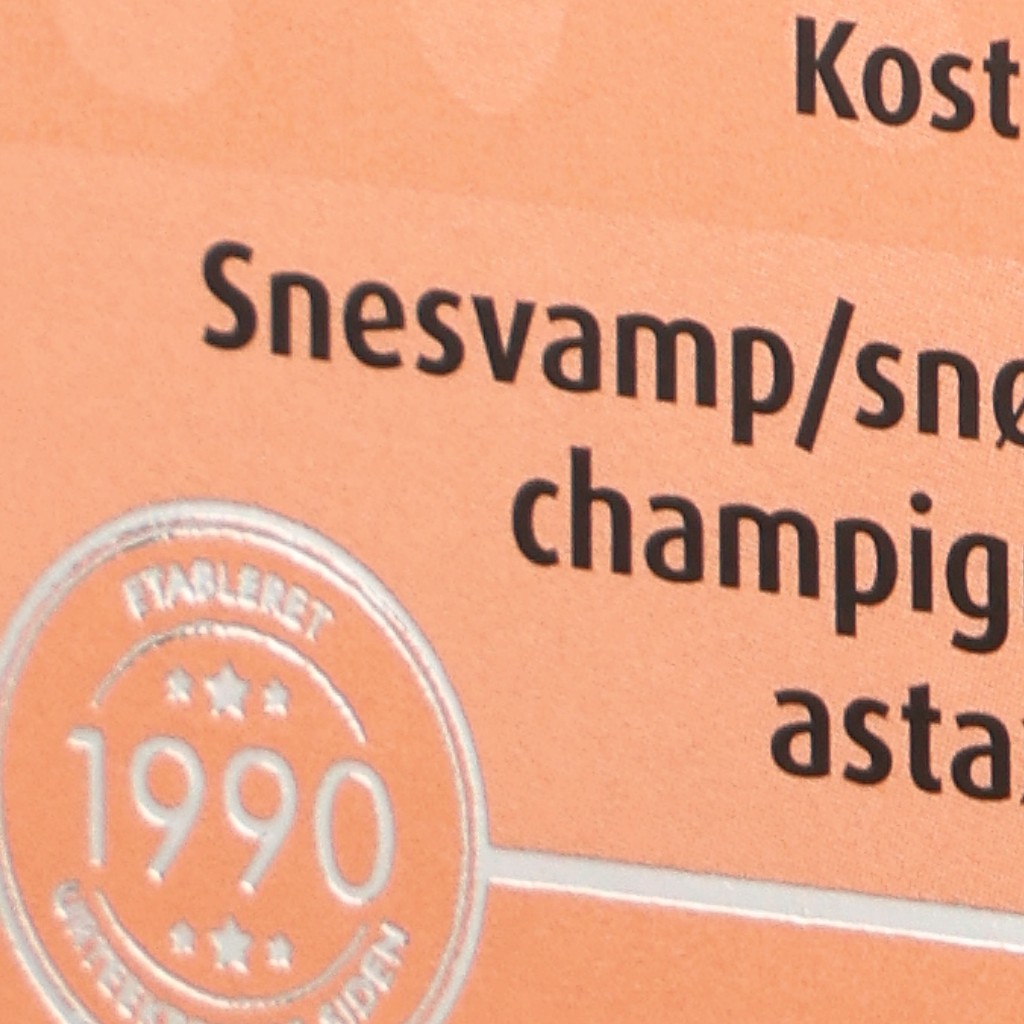 Kost
Snesvamp/snø
champig
asta
ETABLERET
1990